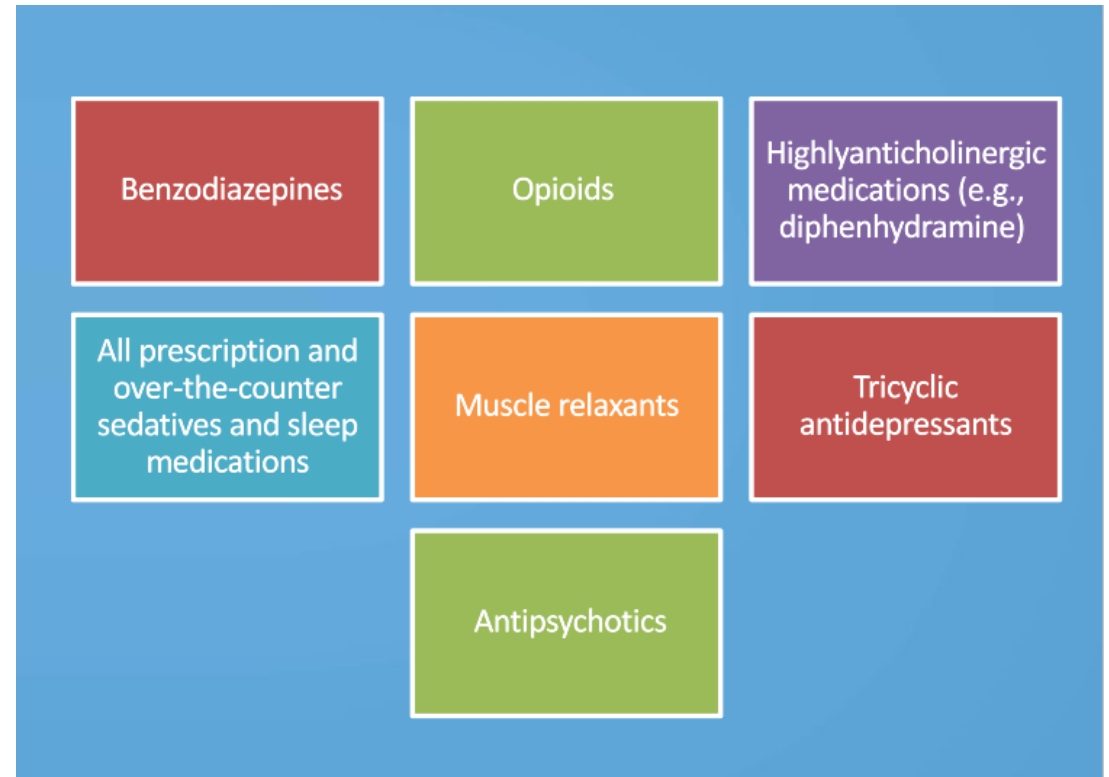 Benzodiazepines
Opioids
Highlyanticholinergic
medications (e.g.,
diphenhydramine)
All prescription and
over-the-counter
sedatives and sleep
medications
Muscle relaxants
Tricyclic
antidepressants
Antipsychotics